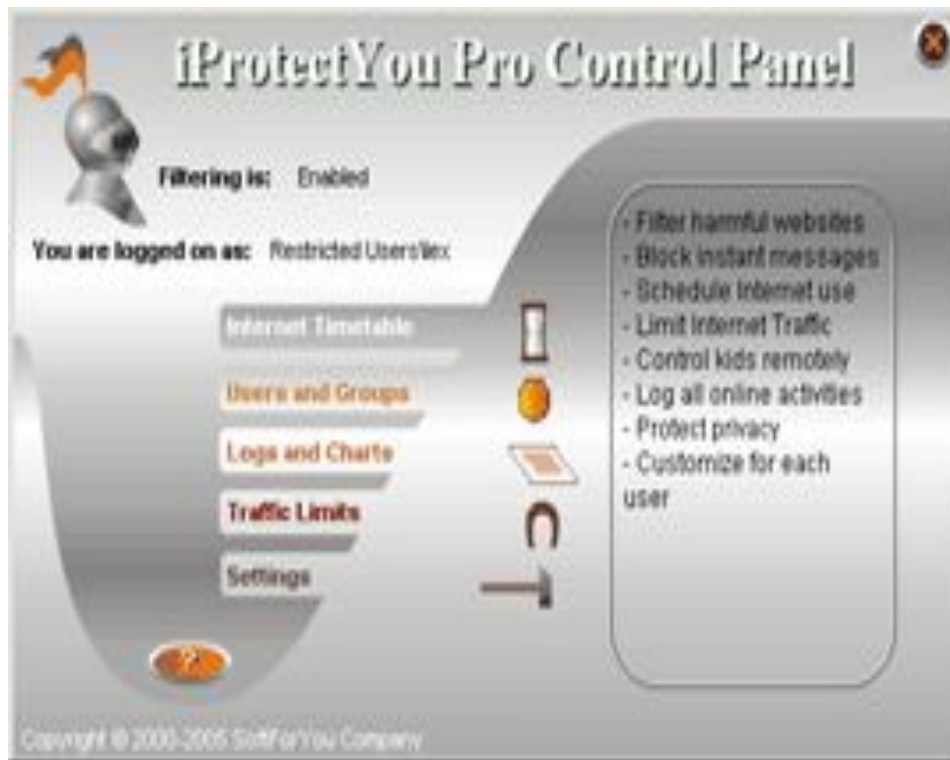 iProtectYou Pro Control Panel
Filtering is: Enabled
You are logged on as: Restricted Users
Internet Timetable
Users and Groups
Logs and Charts
Traffic Limits
Settings
?
- Filter harmful websites
- Block instant messages
- Schedule Internet use
- Limit Internet Traffic
- Control kids remotely
- Log all online activities
- Protect privacy
- Customize for each
user
Copyright © 2000-2005 SoftForYou Company